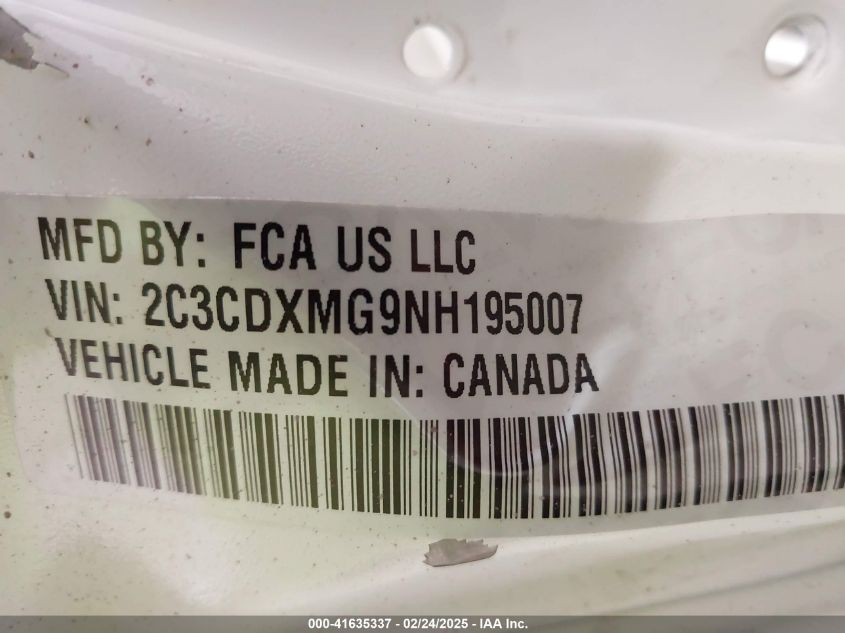 MFD BY: FCA US LLC
VIN: 2C3CDXMG9NH195007
VEHICLE MADE IN: CANADA
000-41635337 - 02/24/2025 - IAA Inc.